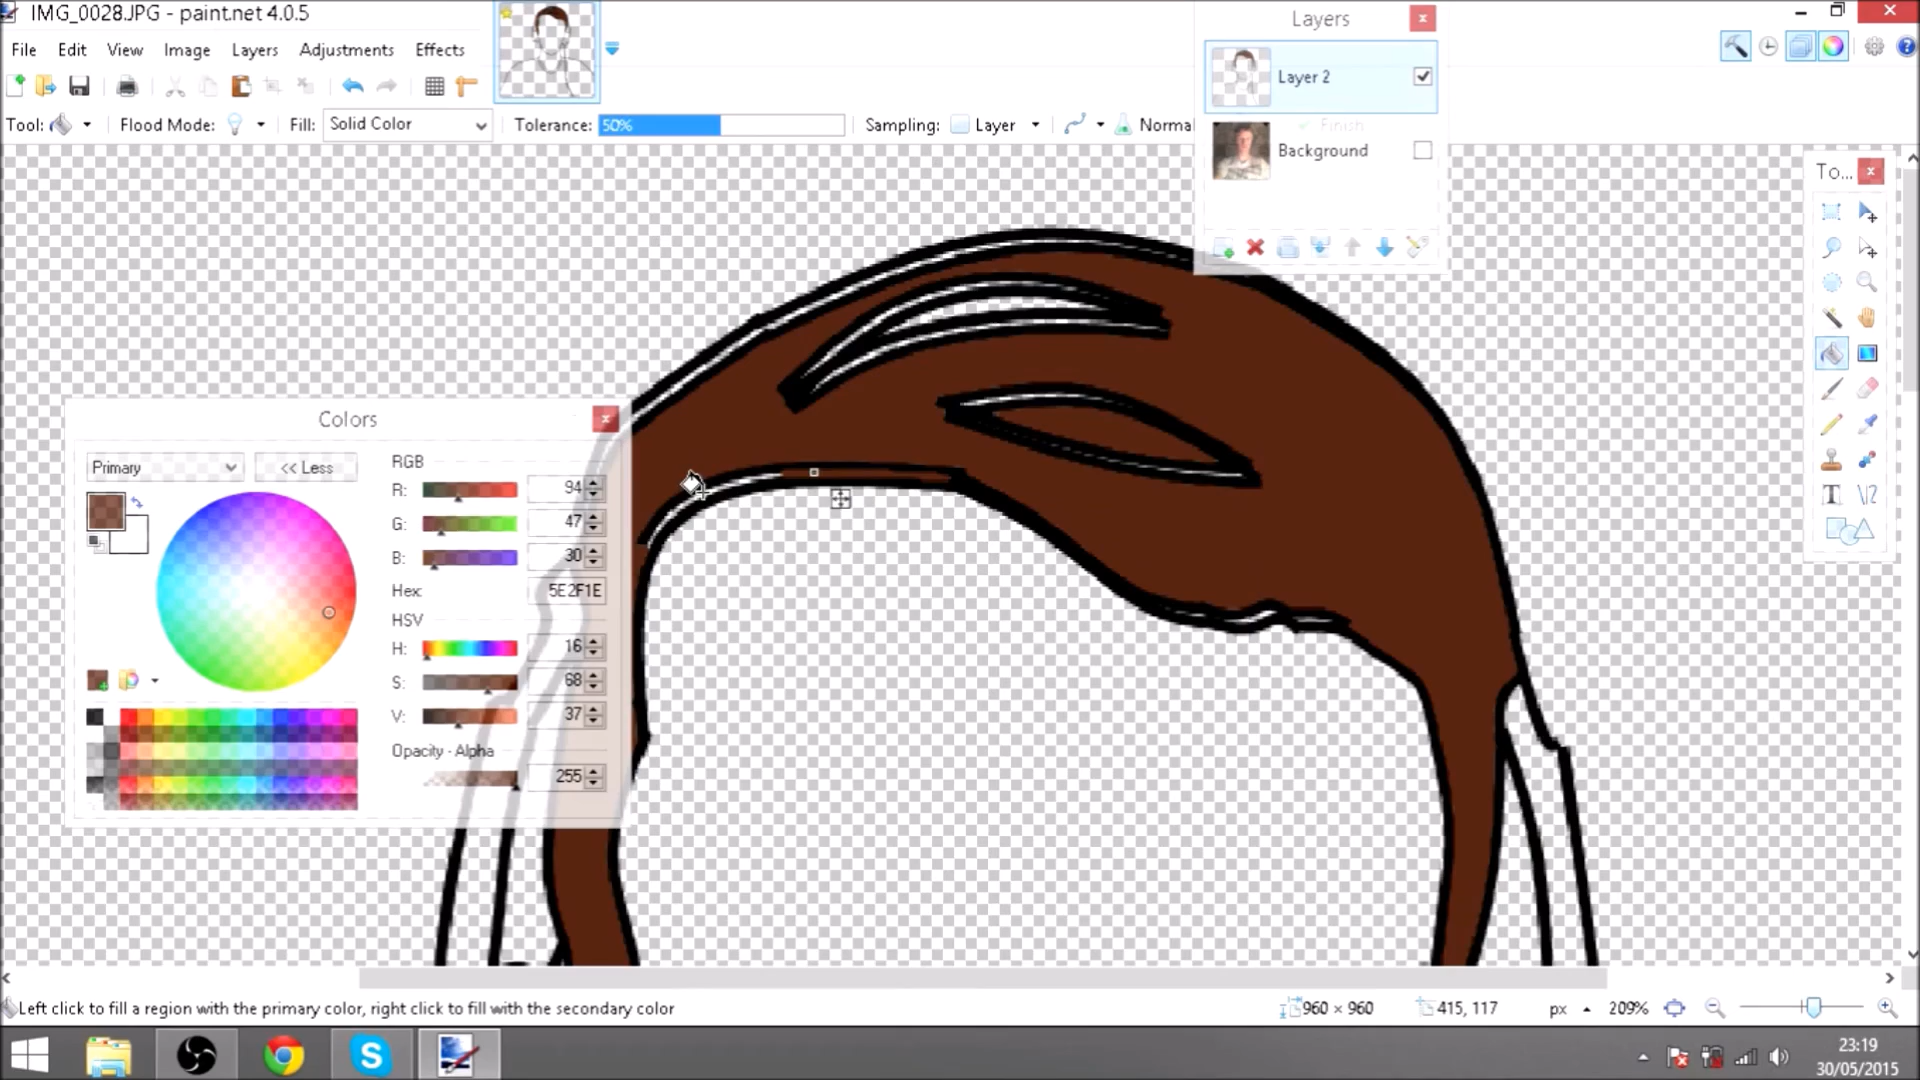 IMG_0028.JPG - paint.net 4.0.5
File Edit View Image Layers Adjustments Effects
Tool: Flood Mode: Fill: Solid Color Tolerance: 50% Sampling: Layer Normal Finish
Layers
Layer 2
Background
To...
Colors
Primary
<< Less
RGB
R: 94
G: 47
B: 30
Hex: 5E2F1E
HSV
H: 16
S: 68
V: 37
Opacity - Alpha
255
Left click to fill a region with the primary color, right click to fill with the secondary color
960 × 960
415, 117
px
209%
23:19
30/05/2015